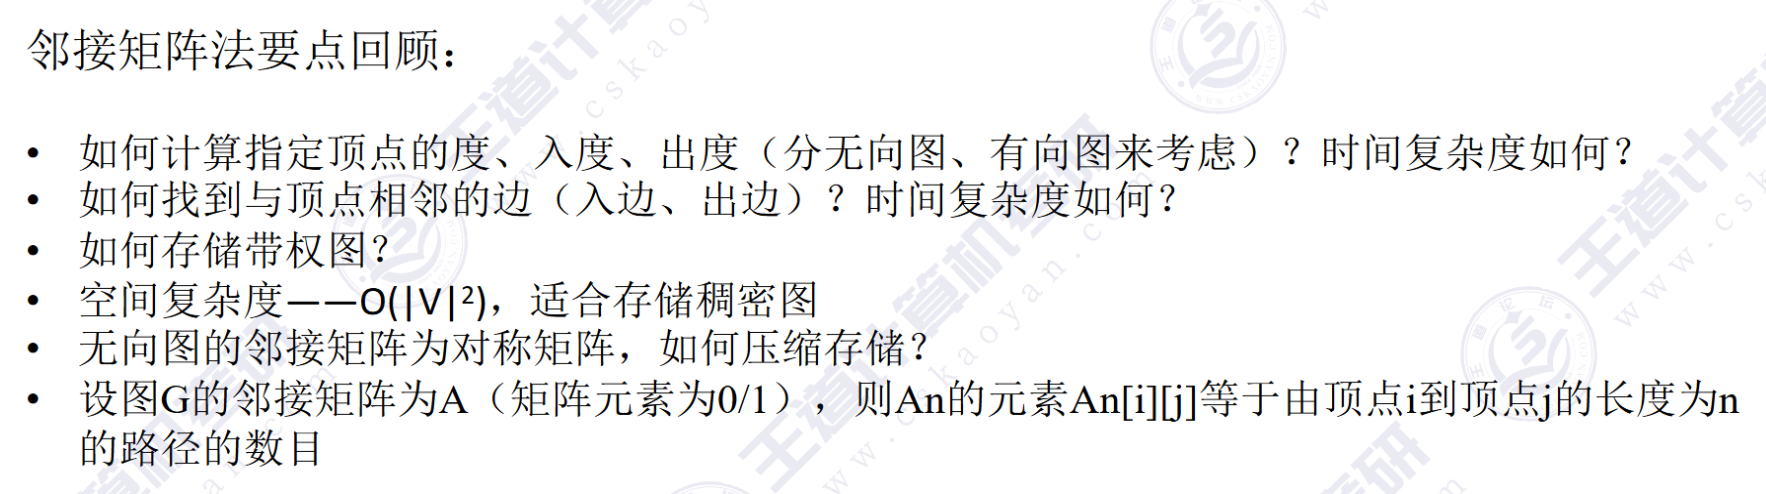 邻接矩阵法要点回顾：
• 如何计算指定顶点的度、入度、出度（分无向图、有向图来考虑）？时间复杂度如何？
• 如何找到与顶点相邻的边（入边、出边）？时间复杂度如何？
• 如何存储带权图？
• 空间复杂度——O(|V|²)，适合存储稠密图
• 无向图的邻接矩阵为对称矩阵，如何压缩存储？
• 设图G的邻接矩阵为A（矩阵元素为0/1），则An的元素An[i][j]等于由顶点i到顶点j的长度为n
的路径的数目